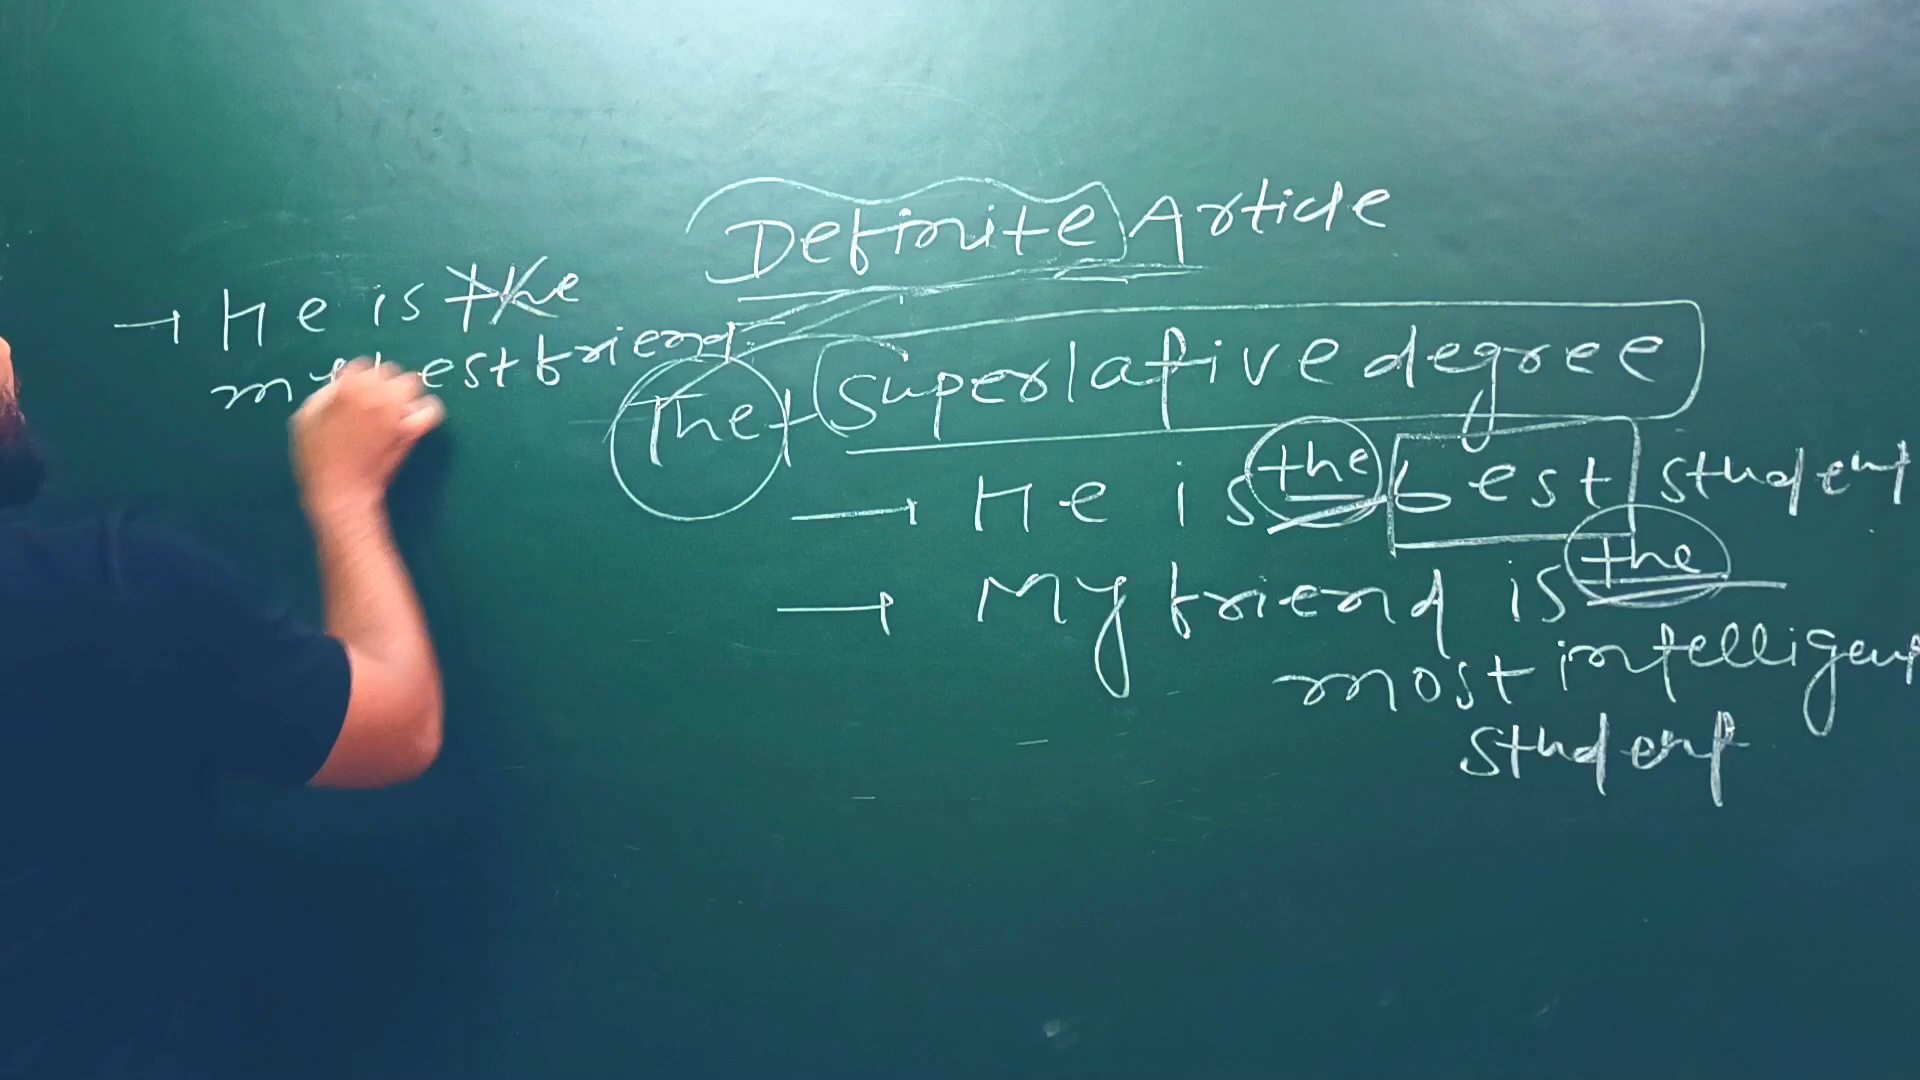 Definite Article
→ He is the
my best friend.
The + Superlative degree
→ He is the best student
→ My friend is the
most intelligent
student